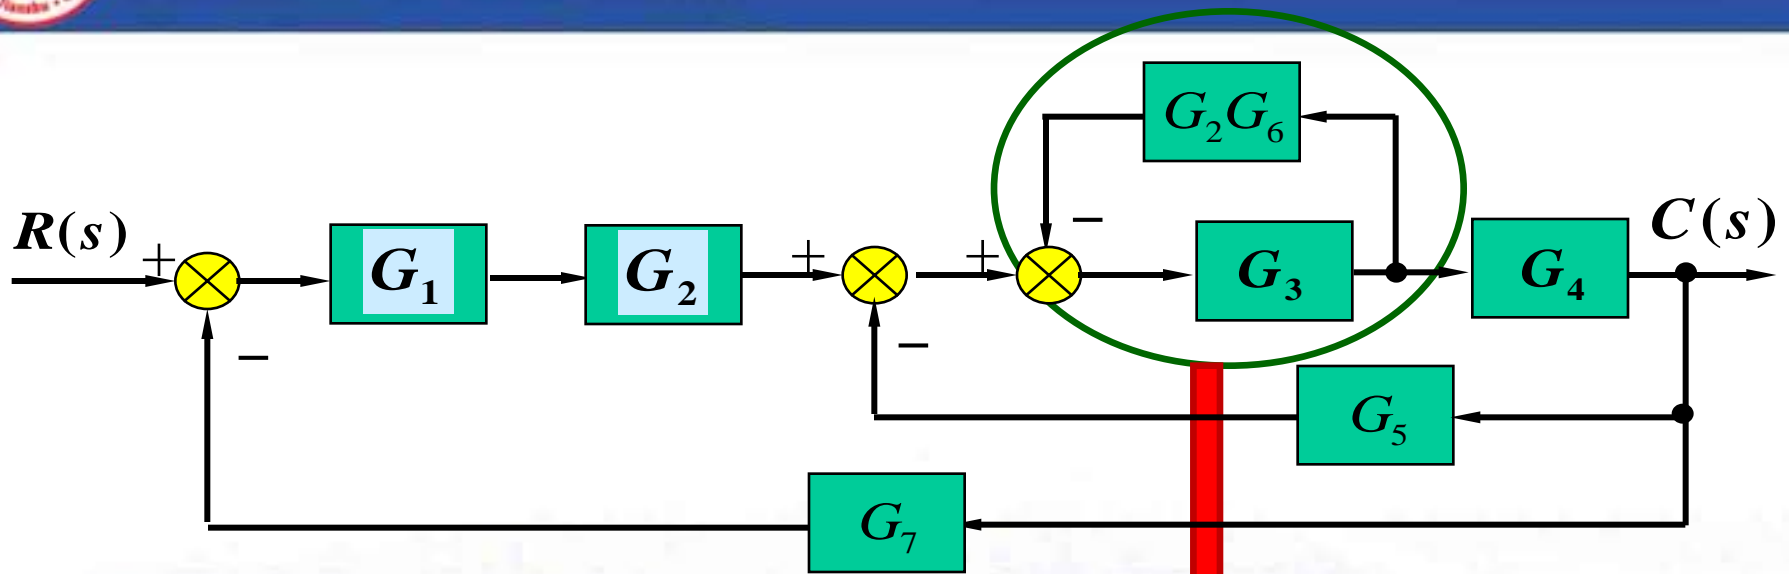 G₂G₆
R(s)
C(s)
+
+
+
−
G₁
G₂
G₃
G₄
−
−
G₅
G₇